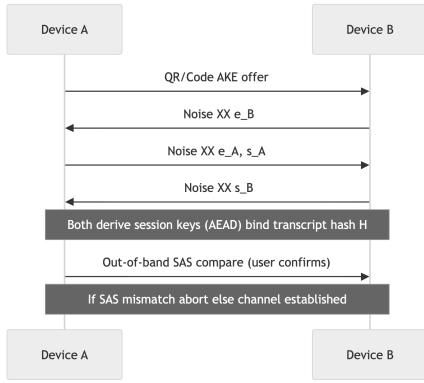 Device A
Device B
QR/Code AKE offer
Noise XX e_B
Noise XX e_A, s_A
Noise XX s_B
Both derive session keys (AEAD) bind transcript hash H
Out-of-band SAS compare (user confirms)
If SAS mismatch abort else channel established
Device A
Device B